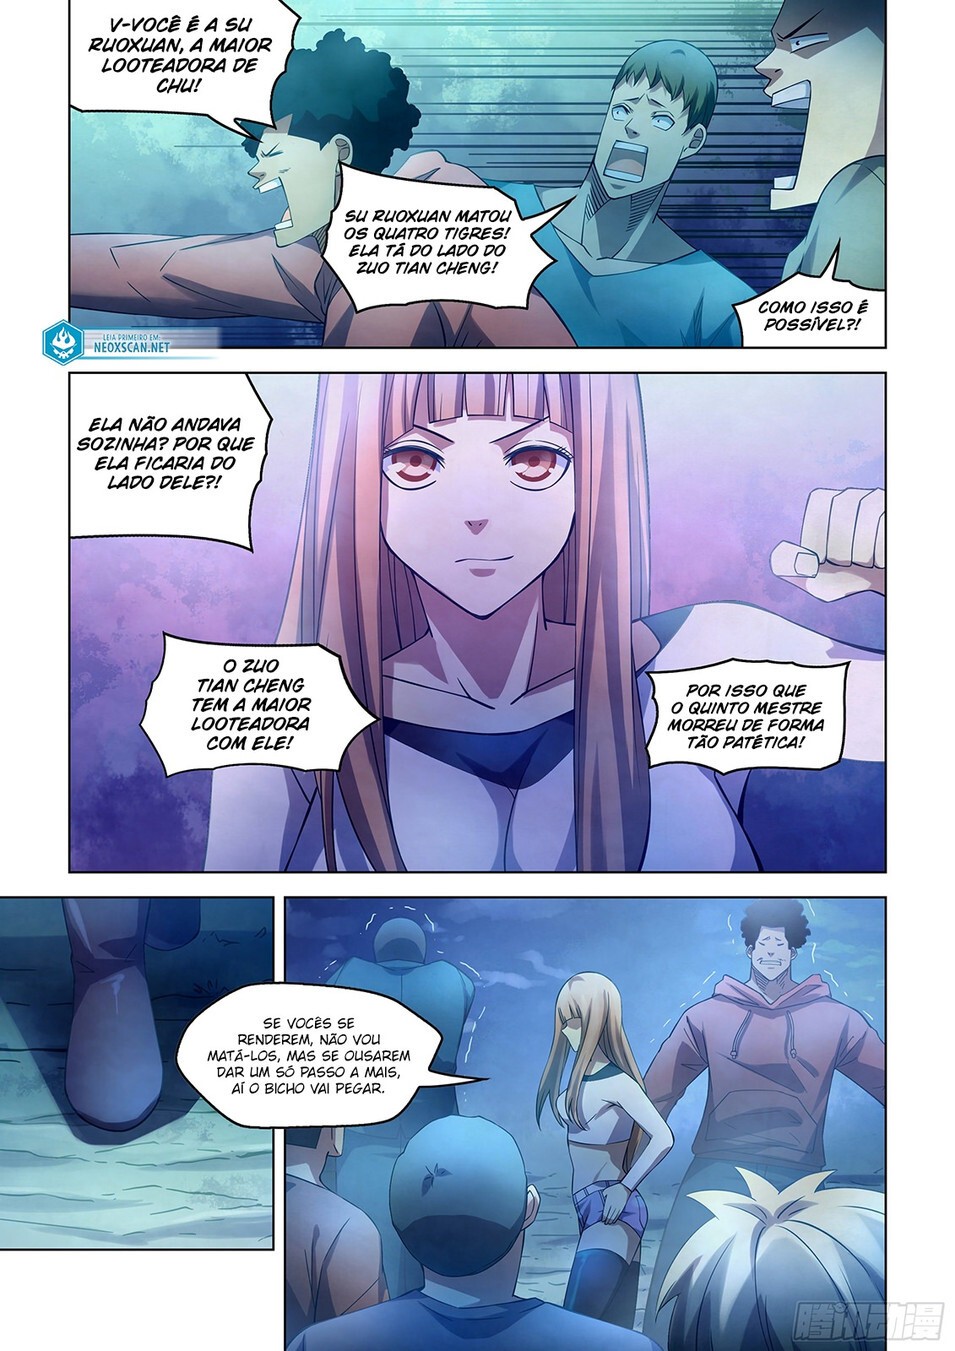 V-VOCÊ É A SU
RUOXUAN, A MAIOR
LOOTEADORA DE
CHU!
SU RUOXUAN MATOU
OS QUATRO TIGRES!
ELA TÁ DO LADO DO
ZUO TIAN CHENG!
COMO ISSO É
POSSÍVEL?!
LEIA PRIMEIRO EM:
NEOXSCAN.NET
ELA NÃO ANDAVA
SOZINHA? POR QUE
ELA FICARIA DO
LADO DELE?!
O ZUO
TIAN CHENG
TEM A MAIOR
LOOTEADORA
COM ELE!
POR ISSO QUE
O QUINTO MESTRE
MORREU DE FORMA
TÃO PATÉTICA!
SE VOCÊS SE
RENDEREM, NÃO VOU
MATÁ-LOS, MAS SE OUSAREM
DAR UM SÓ PASSO A MAIS,
AÍ O BICHO VAI PEGAR.
腾讯动漫